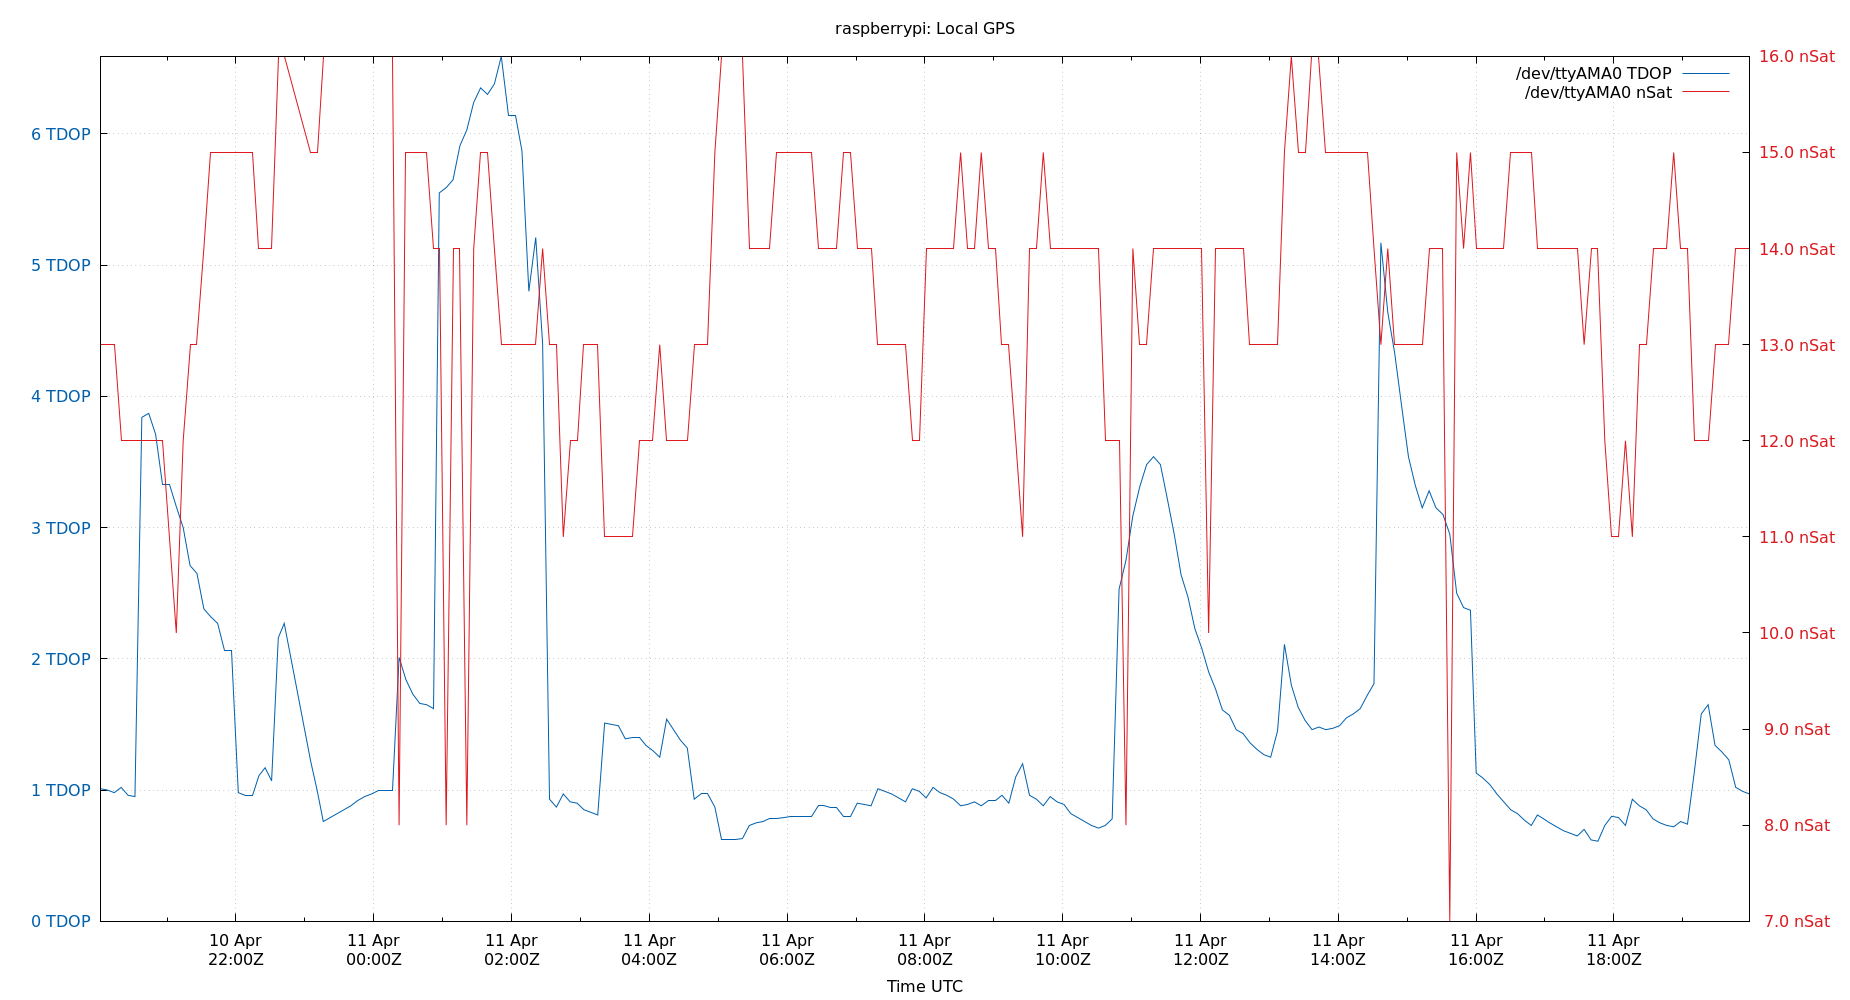 raspberrypi: Local GPS
/dev/ttyAMA0 TDOP
/dev/ttyAMA0 nSat
6 TDOP
5 TDOP
4 TDOP
3 TDOP
2 TDOP
1 TDOP
0 TDOP
16.0 nSat
15.0 nSat
14.0 nSat
13.0 nSat
12.0 nSat
11.0 nSat
10.0 nSat
9.0 nSat
8.0 nSat
7.0 nSat
10 Apr
22:00Z
11 Apr
00:00Z
11 Apr
02:00Z
11 Apr
04:00Z
11 Apr
06:00Z
11 Apr
08:00Z
11 Apr
10:00Z
11 Apr
12:00Z
11 Apr
14:00Z
11 Apr
16:00Z
11 Apr
18:00Z
Time UTC